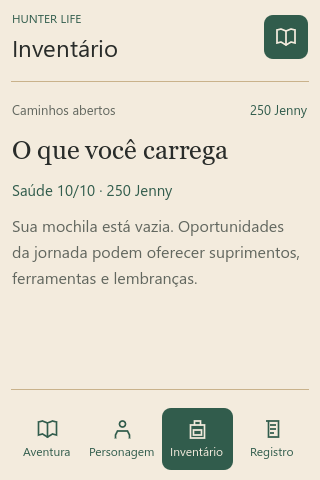 HUNTER LIFE
Inventário
Caminhos abertos
250 Jenny
O que você carrega
Saúde 10/10 · 250 Jenny
Sua mochila está vazia. Oportunidades
da jornada podem oferecer suprimentos,
ferramentas e lembranças.
Aventura
Personagem
Inventário
Registro